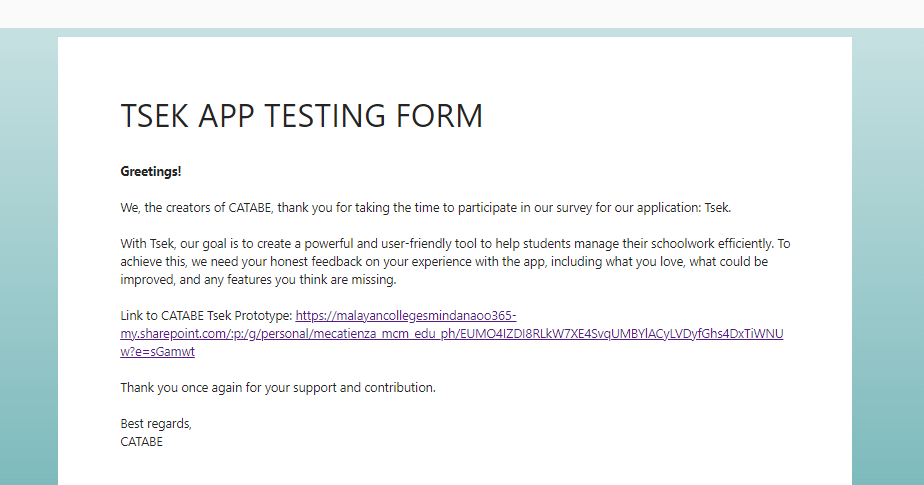 TSEK APP TESTING FORM
Greetings!
We, the creators of CATABE, thank you for taking the time to participate in our survey for our application: Tsek.
With Tsek, our goal is to create a powerful and user-friendly tool to help students manage their schoolwork efficiently. To
achieve this, we need your honest feedback on your experience with the app, including what you love, what could be
improved, and any features you think are missing.
Link to CATABE Tsek Prototype: https://malayancollegesmindanaoo365-
my.sharepoint.com/:p:/g/personal/mecatienza_mcm_edu_ph/EUMO4IZDI8RLkW7XE4SvqUMBYlACyLVDyfGhs4DxTiWNU
w?e=sGamwt
Thank you once again for your support and contribution.
Best regards,
CATABE